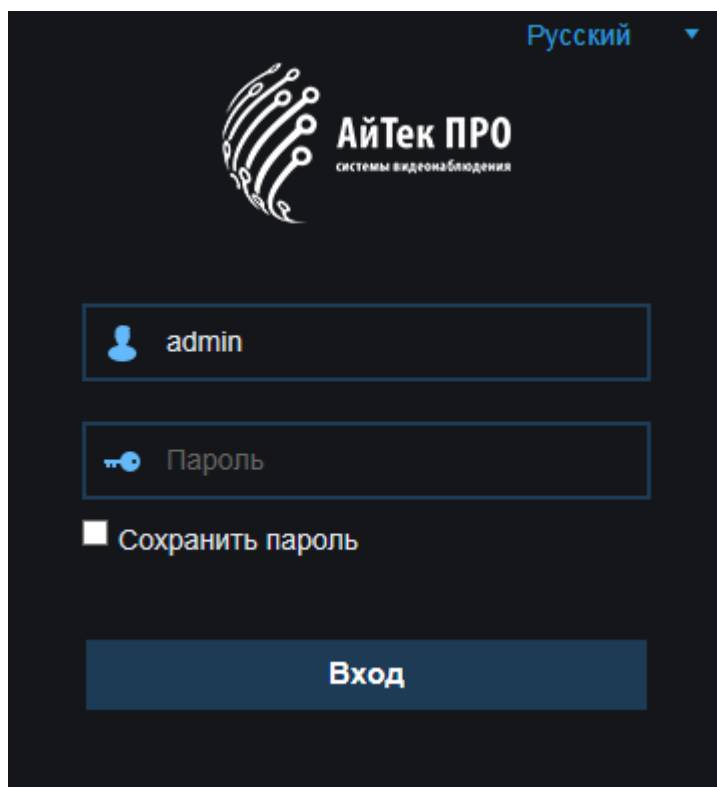 Русский
АйТек ПРО
системы видеонаблюдения
admin
Пароль
Сохранить пароль
Вход